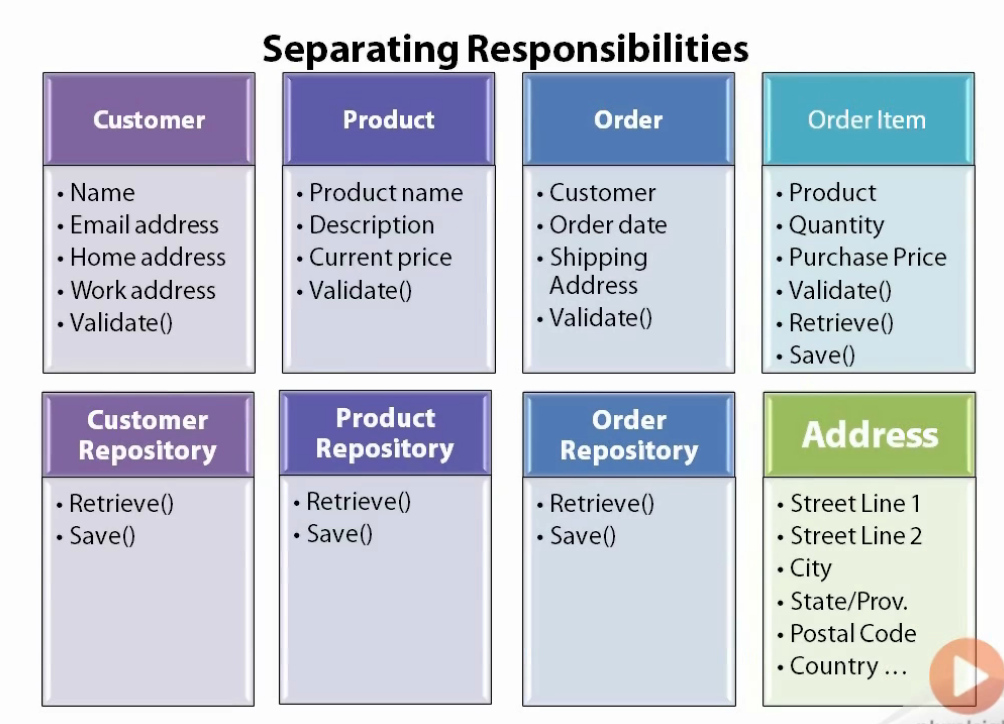 Separating Responsibilities
Customer
• Name
• Email address
• Home address
• Work address
• Validate()
Product
• Product name
• Description
• Current price
• Validate()
Order
• Customer
• Order date
• Shipping
Address
• Validate()
Order Item
• Product
• Quantity
• Purchase Price
• Validate()
• Retrieve()
• Save()
Customer
Repository
• Retrieve()
• Save()
Product
Repository
• Retrieve()
• Save()
Order
Repository
• Retrieve()
• Save()
Address
• Street Line 1
• Street Line 2
• City
• State/Prov.
• Postal Code
• Country ...